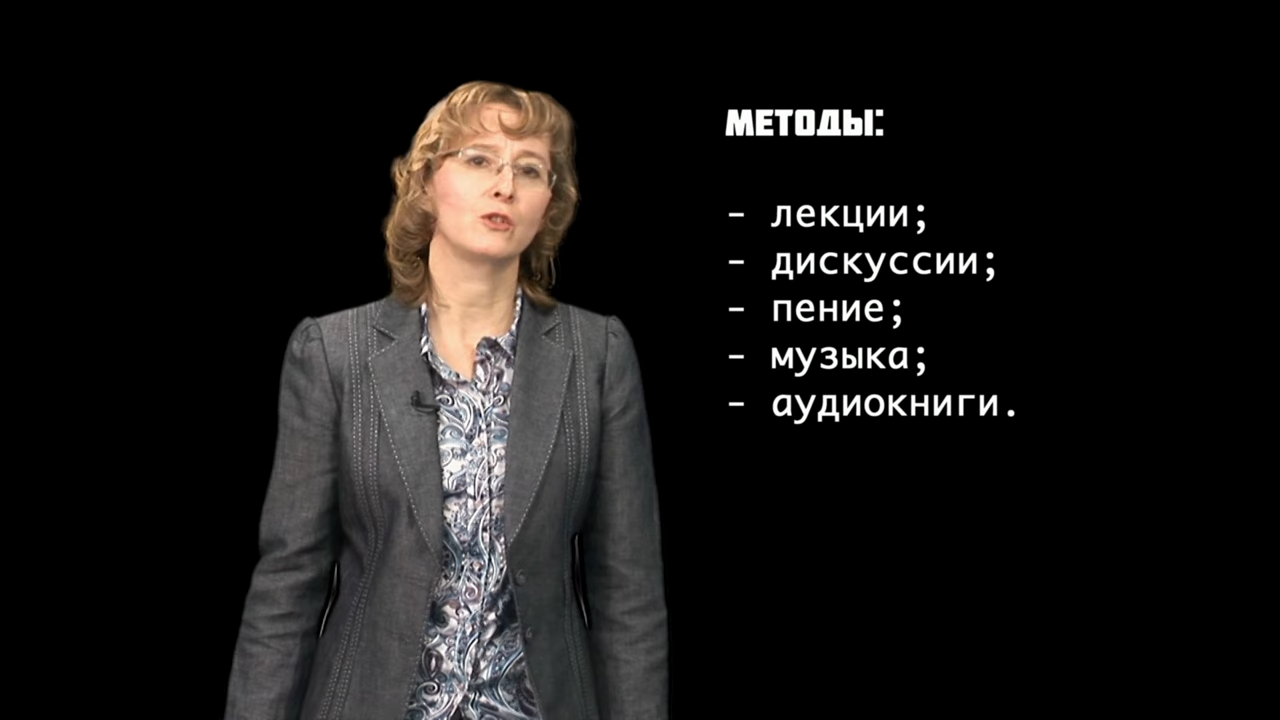 МЕТОДЫ:
- лекции;
- дискуссии;
- пение;
- музыка;
- аудиокниги.